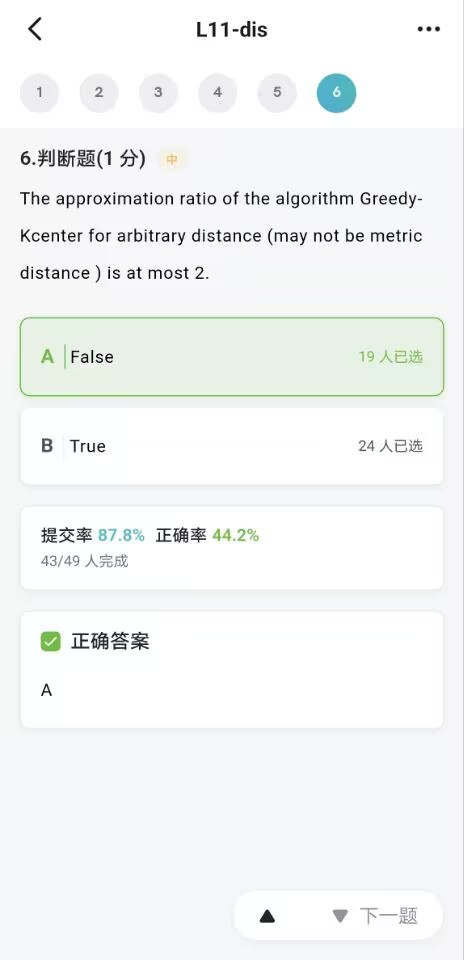 L11-dis
1 2 3 4 5 6
6.判断题(1 分) 中
The approximation ratio of the algorithm Greedy-
Kcenter for arbitrary distance (may not be metric
distance ) is at most 2.
A False 19 人已选
B True 24 人已选
提交率 87.8% 正确率 44.2%
43/49 人完成
正确答案
A
下一题